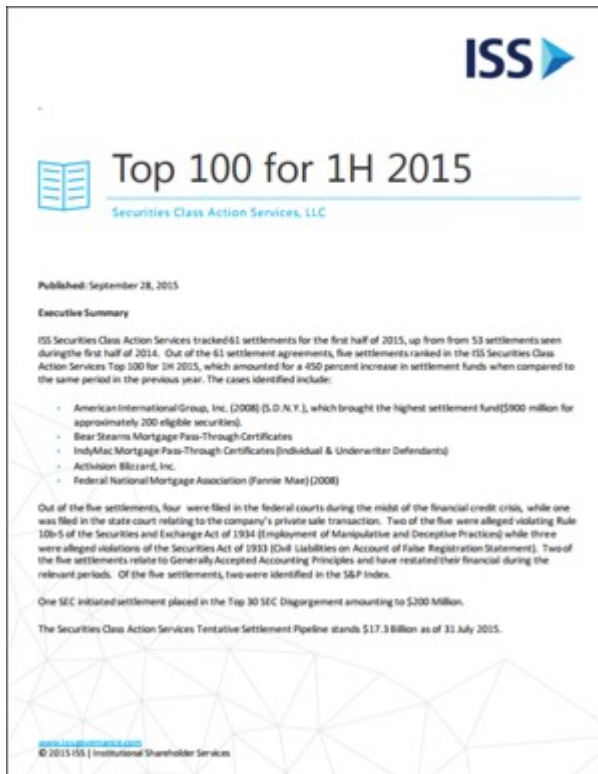 ISS
Top 100 for 1H 2015
Securities Class Action Services, LLC
Published: September 28, 2015
Executive Summary
ISS Securities Class Action Services tracked 61 settlements for the first half of 2015, up from from 53 settlements seen
duringthe first half of 2014. Out of the 61 settlement agreements, five settlements ranked in the ISS Securities Class
Action Services Top 100 for 1H 2015, which amounted for a 450 percent increase in settlement funds when compared to
the same period in the previous year. The cases identified include:
American International Group, Inc. (2008) (S.D.N.Y.), which brought the highest settlement fund($900 million for
approximately 200 eligible securities).
Bear Stearns Mortgage Pass-Through Certificates
IndyMac Mortgage Pass-Through Certificates (Individual & Underwriter Defendants)
Activision Blizzard, Inc.
Federal National Mortgage Association (Fannie Mae) (2008)
Out of the five settlements, four were filed in the federal courts during the midst of the financial credit crisis, while one
was filed in the state court relating to the company's private sale transaction. Two of the five were alleged violating Rule
10b-5 of the Securities and Exchange Act of 1934 (Employment of Manipulative and Deceptive Practices) while three
were alleged violations of the Securities Act of 1933 (Civil Liabilities on Account of False Registration Statement). Two of
the five settlements relate to Generally Accepted Accounting Principles and have restated their financial during the
relevant periods. Of the five settlements, two were identified in the S&P Index.
One SEC initiated settlement placed in the Top 30 SEC Disgorgement amounting to $200 Million.
The Securities Class Action Services Tentative Settlement Pipeline stands $17.3 Billion as of 31 July 2015.
www.issgovernance.com
© 2015 ISS | Institutional Shareholder Services